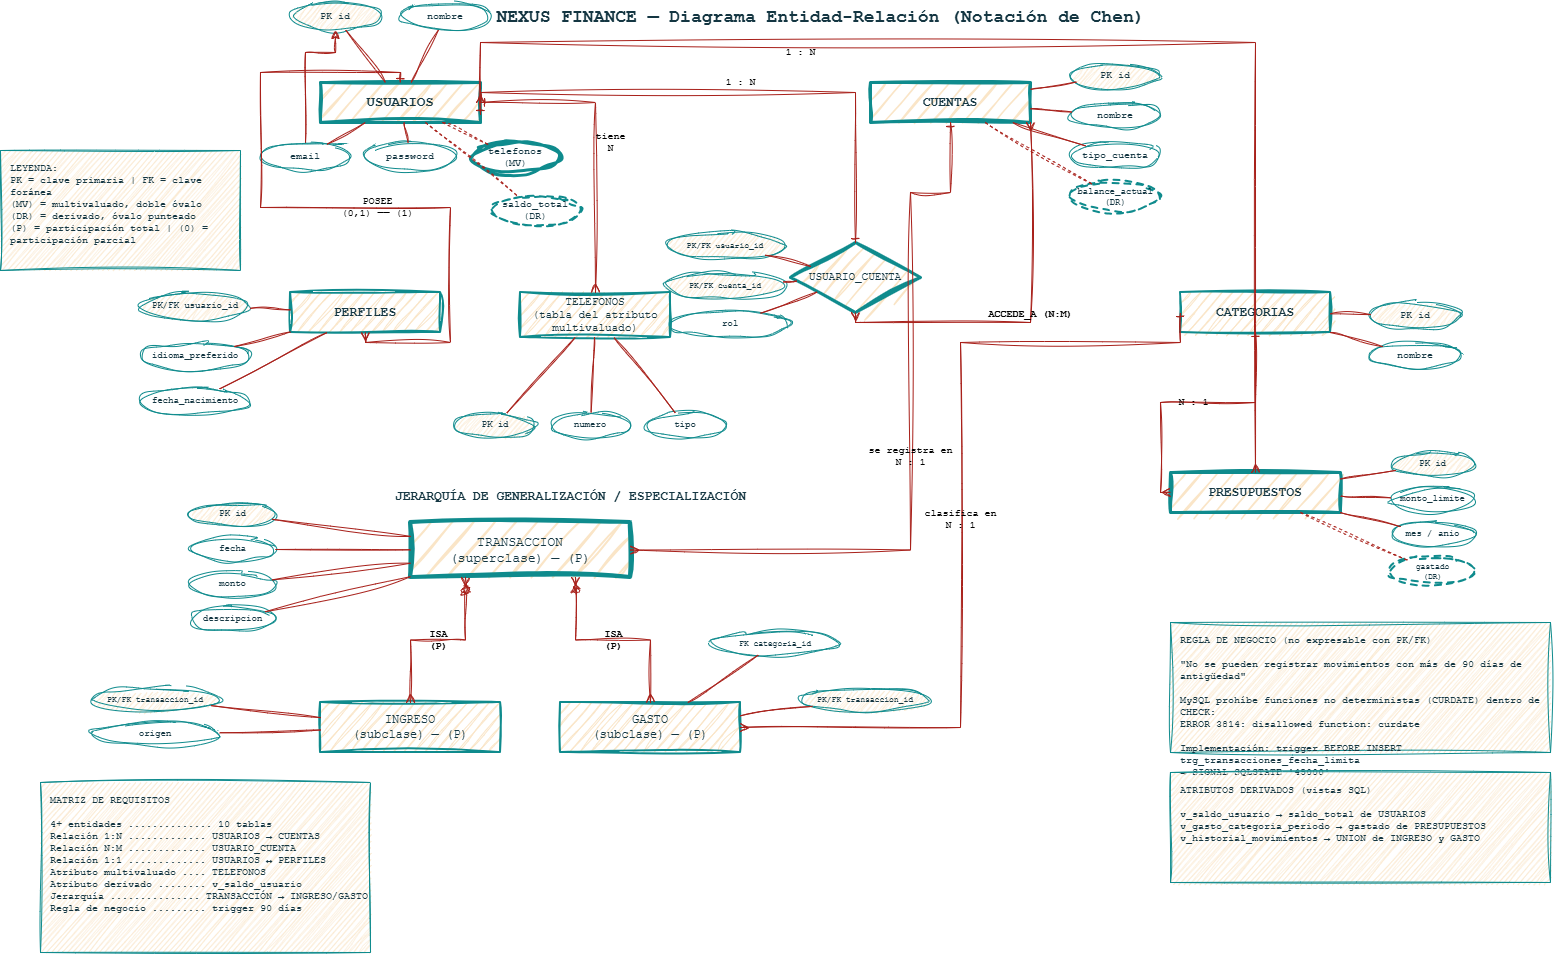 NEXUS FINANCE — Diagrama Entidad-Relación (Notación de Chen)
PK id
nombre
1 : N
1 : N
USUARIOS
CUENTAS
PK id
nombre
tipo_cuenta
balance_actual
(DR)
email
password
telefonos
(MV)
saldo_total
(DR)
tiene
N
LEYENDA:
PK = clave primaria | FK = clave
foránea
(MV) = multivaluado, doble óvalo
(DR) = derivado, óvalo punteado
(P) = participación total | (0) =
participación parcial
POSEE
(0,1) —— (1)
PK/FK usuario_id
PK/FK cuenta_id
rol
USUARIO_CUENTA
ACCEDE_A (N:M)
PK/FK usuario_id
idioma_preferido
fecha_nacimiento
PERFILES
TELEFONOS
(tabla del atributo
multivaluado)
PK id
numero
tipo
CATEGORIAS
PK id
nombre
N : 1
se registra en
N : 1
clasifica en
N : 1
PRESUPUESTOS
PK id
monto_limite
mes / anio
gastado
(DR)
JERARQUÍA DE GENERALIZACIÓN / ESPECIALIZACIÓN
PK id
fecha
monto
descripcion
TRANSACCION
(superclase) — (P)
ISA
(P)
ISA
(P)
FK categoria_id
PK/FK transaccion_id
PK/FK transaccion_id
origen
INGRESO
(subclase) — (P)
GASTO
(subclase) — (P)
REGLA DE NEGOCIO (no expresable con PK/FK)
"No se pueden registrar movimientos con más de 90 días de
antigüedad"
MySQL prohíbe funciones no deterministas (CURDATE) dentro de
CHECK:
ERROR 3814: disallowed function: curdate
Implementación: trigger BEFORE INSERT
trg_transacciones_fecha_limita
→ SIGNAL SQLSTATE '45000'
ATRIBUTOS DERIVADOS (vistas SQL)
v_saldo_usuario → saldo_total de USUARIOS
v_gasto_categoria_periodo → gastado de PRESUPUESTOS
v_historial_movimientos → UNION de INGRESO y GASTO
MATRIZ DE REQUISITOS
4+ entidades .............. 10 tablas
Relación 1:N ............. USUARIOS → CUENTAS
Relación N:M ............. USUARIO_CUENTA
Relación 1:1 ............. USUARIOS ↔ PERFILES
Atributo multivaluado .... TELEFONOS
Atributo derivado ........ v_saldo_usuario
Jerarquía ............... TRANSACCION → INGRESO/GASTO
Regla de negocio ......... trigger 90 días